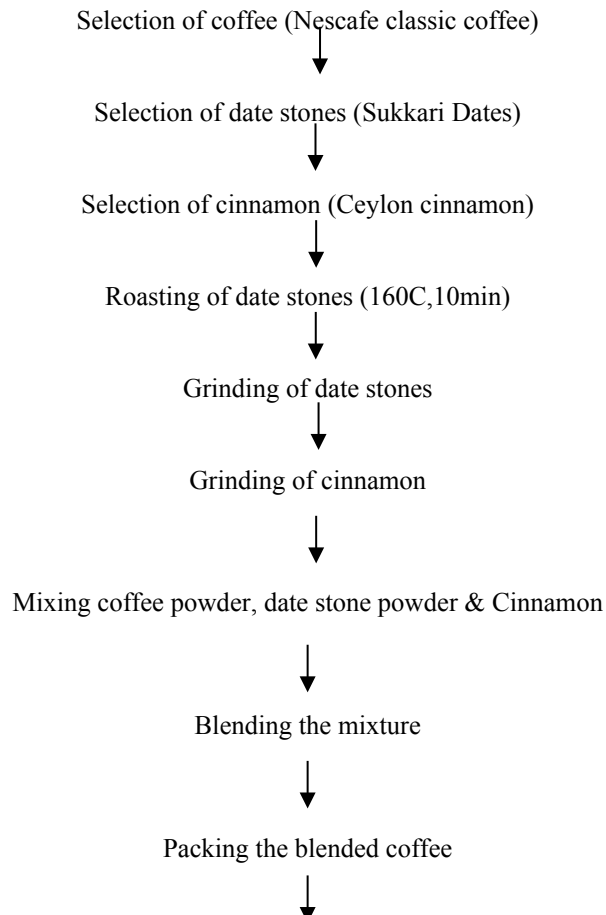 Selection of coffee (Nescafe classic coffee)
Selection of date stones (Sukkari Dates)
Selection of cinnamon (Ceylon cinnamon)
Roasting of date stones (160C,10min)
Grinding of date stones
Grinding of cinnamon
Mixing coffee powder, date stone powder & Cinnamon
Blending the mixture
Packing the blended coffee